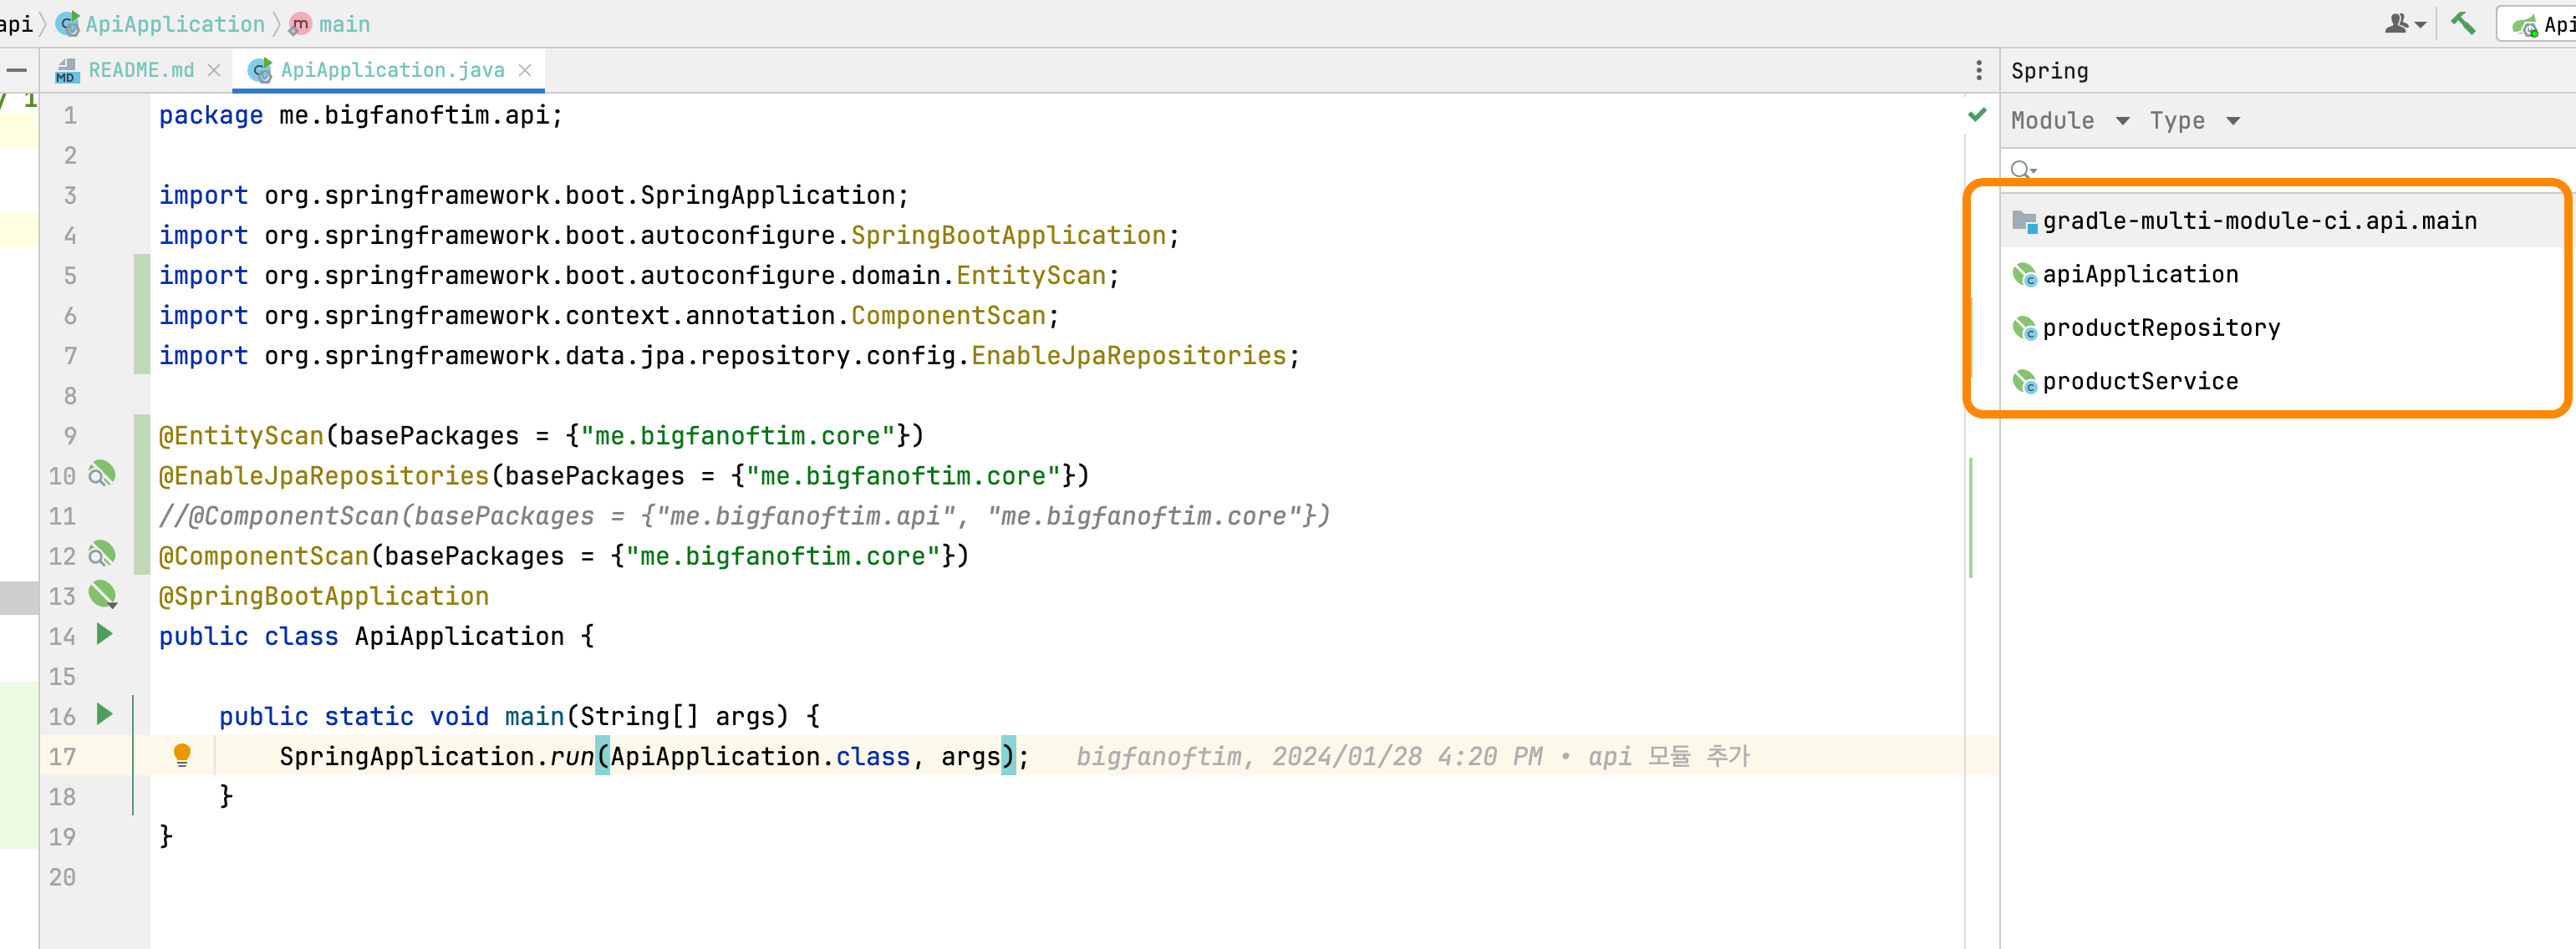 api ApiApplication main
Api
README.md ApiApplication.java
Spring
Module Type
1 package me.bigfanoftim.api;
2
3 import org.springframework.boot.SpringApplication;
4 import org.springframework.boot.autoconfigure.SpringBootApplication;
5 import org.springframework.boot.autoconfigure.domain.EntityScan;
6 import org.springframework.context.annotation.ComponentScan;
7 import org.springframework.data.jpa.repository.config.EnableJpaRepositories;
8
9 @EntityScan(basePackages = {"me.bigfanoftim.core"})
10 @EnableJpaRepositories(basePackages = {"me.bigfanoftim.core"})
11 //@ComponentScan(basePackages = {"me.bigfanoftim.api", "me.bigfanoftim.core"})
12 @ComponentScan(basePackages = {"me.bigfanoftim.core"})
13 @SpringBootApplication
14 public class ApiApplication {
15
16 public static void main(String[] args) {
17 SpringApplication.run(ApiApplication.class, args); bigfanoftim, 2024/01/28 4:20 PM • api 모듈 추가
18 }
19 }
20
gradle-multi-module-ci.api.main
apiApplication
productRepository
productService